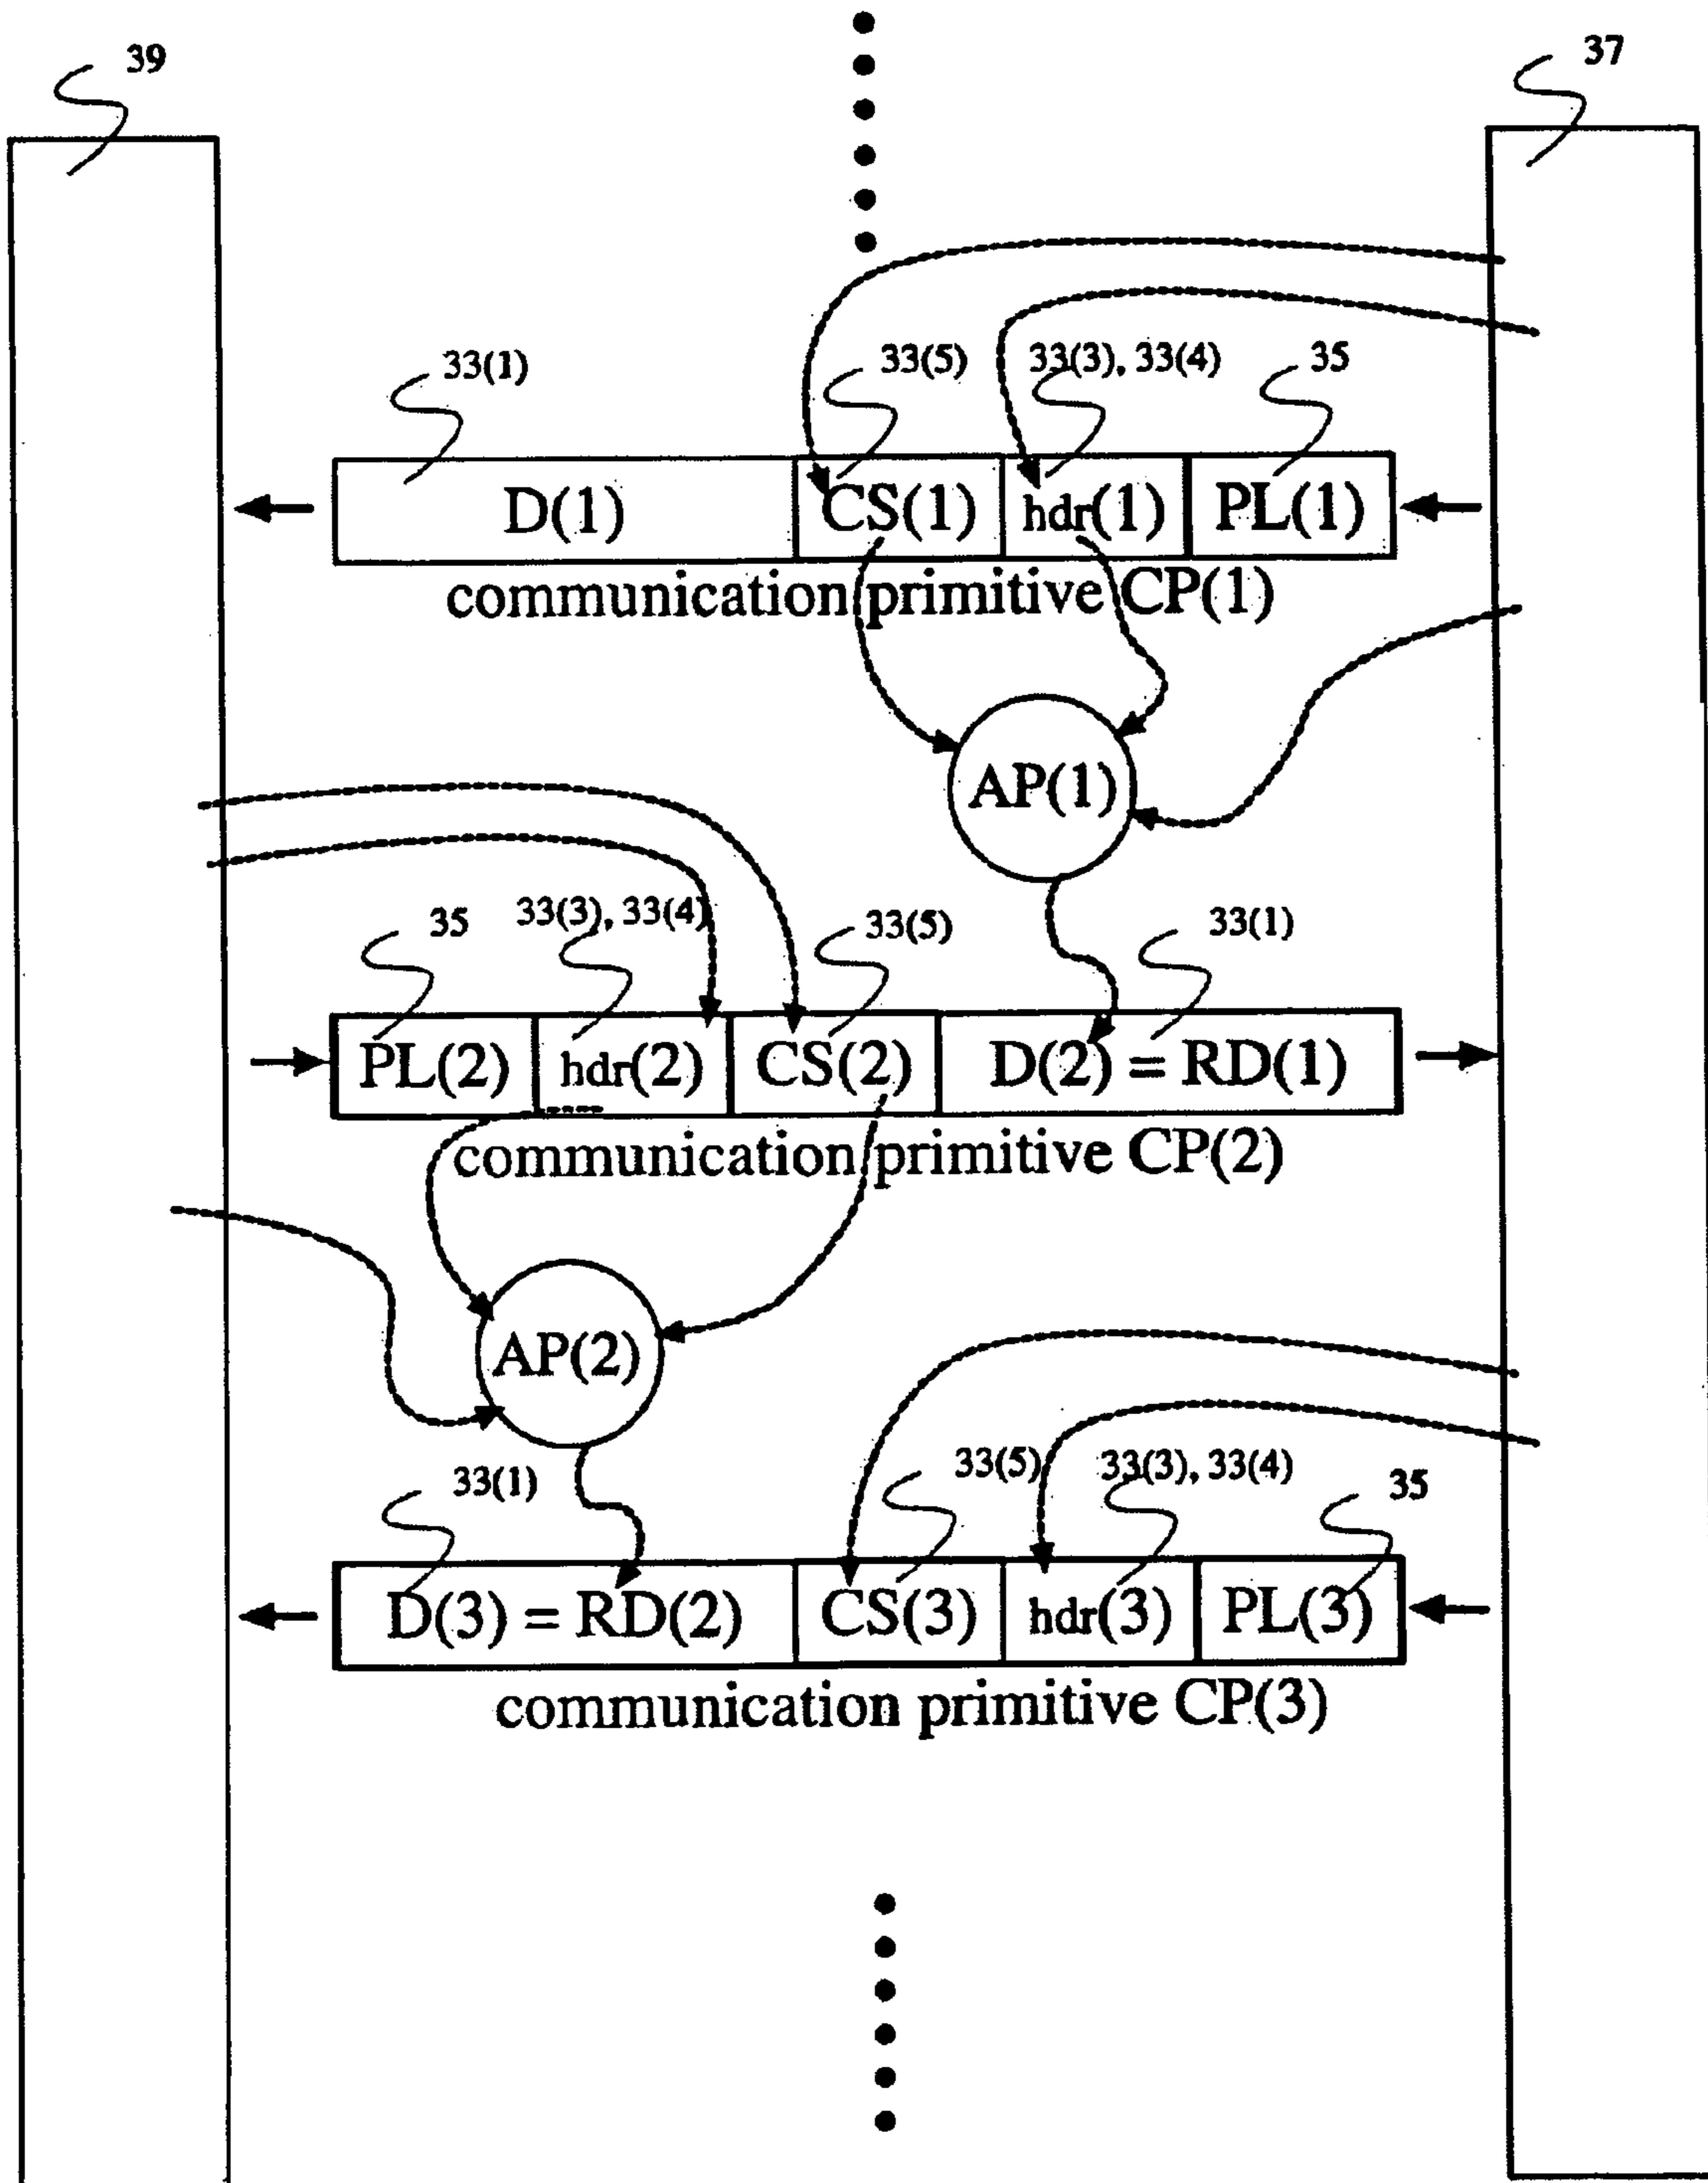 39
37
33(1)
33(5)
33(3), 33(4)
35
D(1)
CS(1)
hdr(1)
PL(1)
communication primitive CP(1)
AP(1)
35
33(3), 33(4)
33(5)
33(1)
PL(2)
hdr(2)
CS(2)
D(2) = RD(1)
communication primitive CP(2)
AP(2)
33(1)
33(5)
33(3), 33(4)
35
D(3) = RD(2)
CS(3)
hdr(3)
PL(3)
communication primitive CP(3)